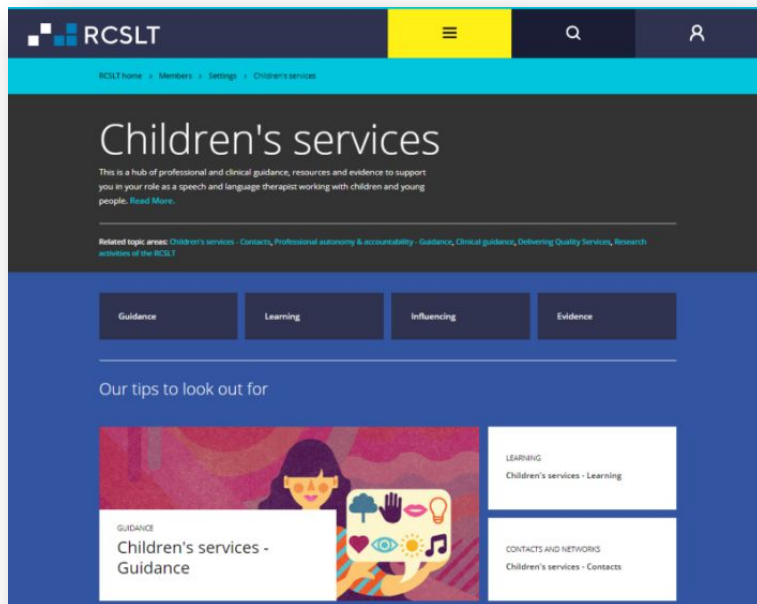 RCSLT
RCSLT home > Members > Settings > Children's services
Children's services
This is a hub of professional and clinical guidance, resources and evidence to support
you in your role as a speech and language therapist working with children and young
people. Read More.
Related topic areas: Children's services - Contacts, Professional autonomy & accountability - Guidance, Clinical guidance, Delivering Quality Services, Research
activities of the RCSLT
Guidance
Learning
Influencing
Evidence
Our tips to look out for
GUIDANCE
Children's services -
Guidance
LEARNING
Children's services - Learning
CONTACTS AND NETWORKS
Children's services - Contacts